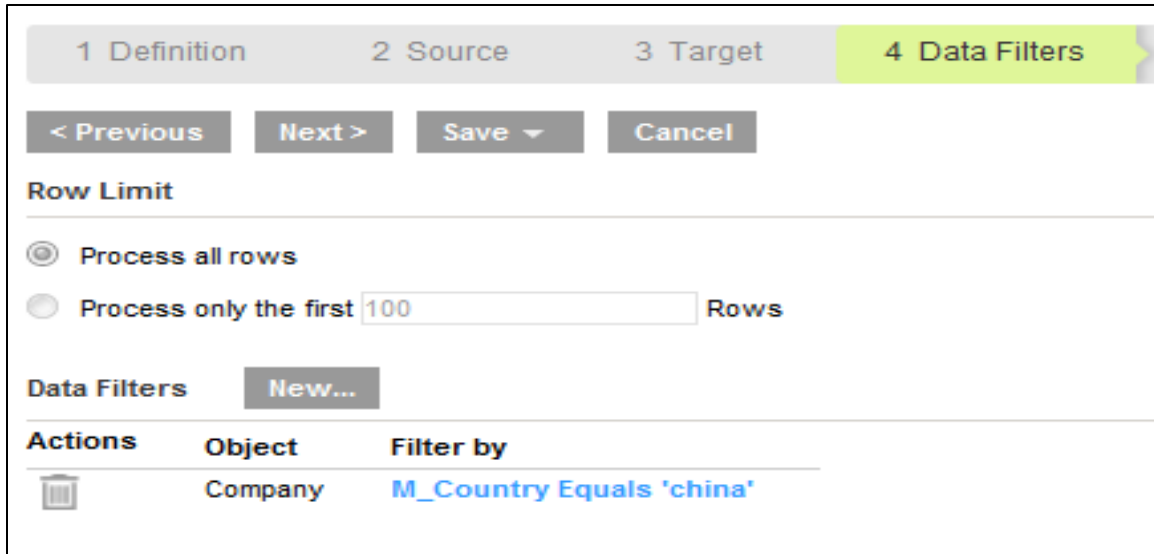 1 Definition 2 Source 3 Target 4 Data Filters
< Previous Next > Save Cancel
Row Limit
Process all rows
Process only the first 100 Rows
Data Filters New...
Actions Object Filter by
Company M_Country Equals 'china'